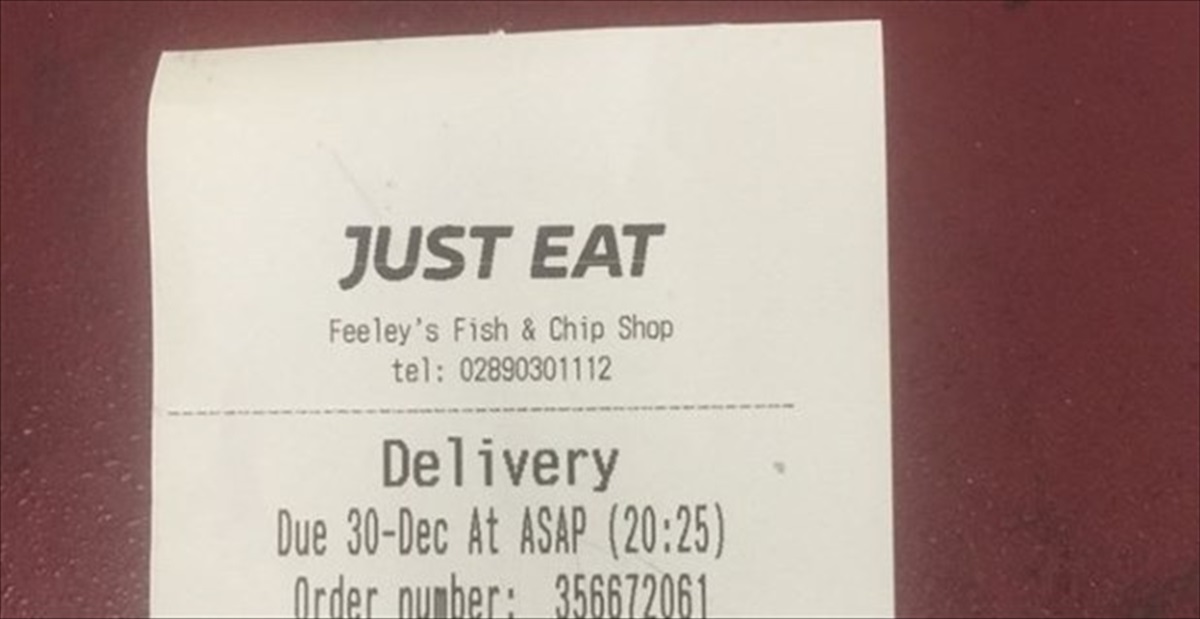 JUST EAT
Feeley's Fish & Chip Shop
tel: 02890301112
Delivery
Due 30-Dec At ASAP (20:25)
Order number: 356672061